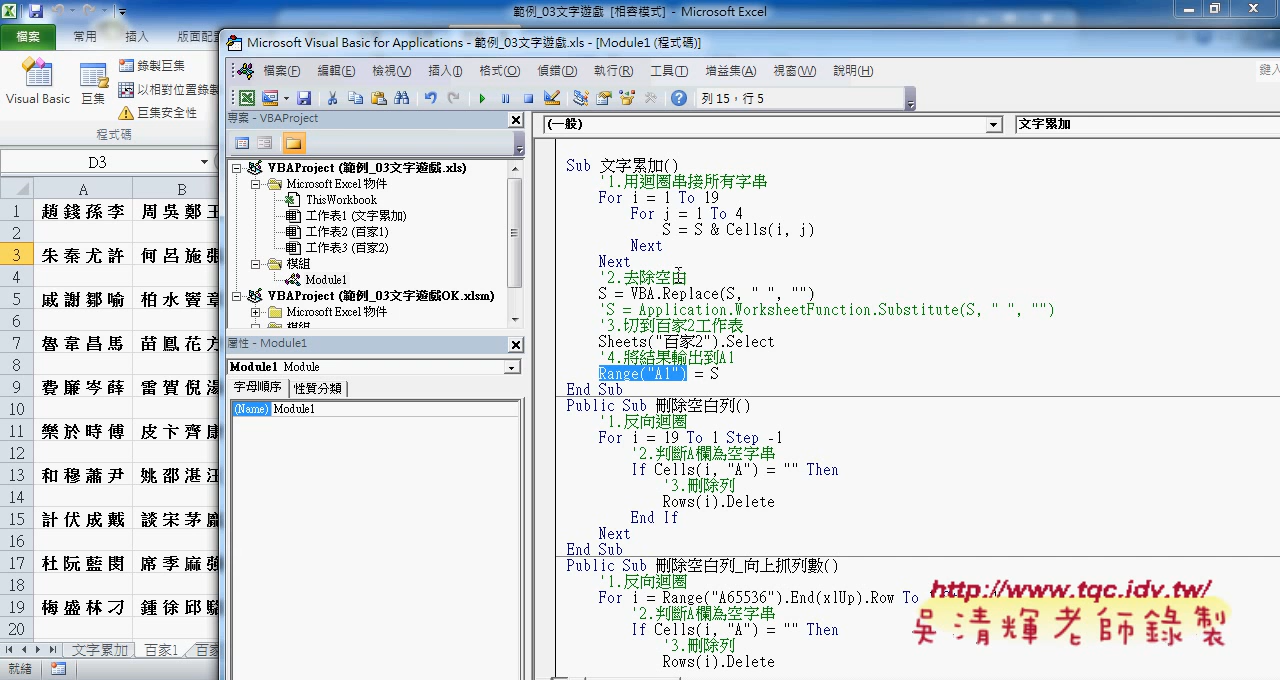 範例_03文字遊戲 [相容模式] - Microsoft Excel
檔案 常用 插入 版面配
Visual Basic 巨集 錄製巨集
以相對位置錄製
巨集安全性
程式碼
D3
A B
1 趙錢孫李 周吳鄭王
2
3 朱秦尤許 何呂施張
4
5 戚謝鄒喻 柏水竇章
6
7 魯韋昌馬 苗鳳花方
8
9 費廉岑薛 雷賀倪湯
10
11 樂於時傅 皮卞齊康
12
13 和穆蕭尹 姚邵湛汪
14
15 計伏成戴 談宋茅龐
16
17 杜阮藍閔 席季麻強
18
19 梅盛林刁 鍾徐邱駱
20
文字累加 百家1 百家
就緒
Microsoft Visual Basic for Applications - 範例_03文字遊戲.xls - [Module1 (程式碼)]
檔案(F) 編輯(E) 檢視(V) 插入(I) 格式(O) 偵錯(D) 執行(R) 工具(T) 增益集(A) 視窗(W) 說明(H)
鍵入
列 15，行 5
專案 - VBAProject
VBAProject (範例_03文字遊戲.xls)
Microsoft Excel 物件
ThisWorkbook
工作表1 (文字累加)
工作表2 (百家1)
工作表3 (百家2)
模組
Module1
VBAProject (範例_03文字遊戲OK.xlsm)
Microsoft Excel 物件
模組
屬性 - Module1
Module1 Module
字母順序 性質分類
(Name) Module1
(一般) 文字累加
Sub 文字累加()
'1.用迴圈串接所有字串
For i = 1 To 19
For j = 1 To 4
S = S & Cells(i, j)
Next
Next
'2.去除空白
S = VBA.Replace(S, " ", "")
'S = Application.WorksheetFunction.Substitute(S, " ", "")
'3.切到百家2工作表
Sheets("百家2").Select
'4.將結果輸出到A1
Range("A1") = S
End Sub
Public Sub 刪除空白列()
'1.反向迴圈
For i = 19 To 1 Step -1
'2.判斷A欄為空字串
If Cells(i, "A") = "" Then
'3.刪除列
Rows(i).Delete
End If
Next
End Sub
Public Sub 刪除空白列_向上抓列數()
'1.反向迴圈
For i = Range("A65536").End(xlUp).Row To
'2.判斷A欄為空字串
If Cells(i, "A") = "" Then
'3.刪除列
Rows(i).Delete
http://www.tqc.idv.tw/
吳清輝老師錄製